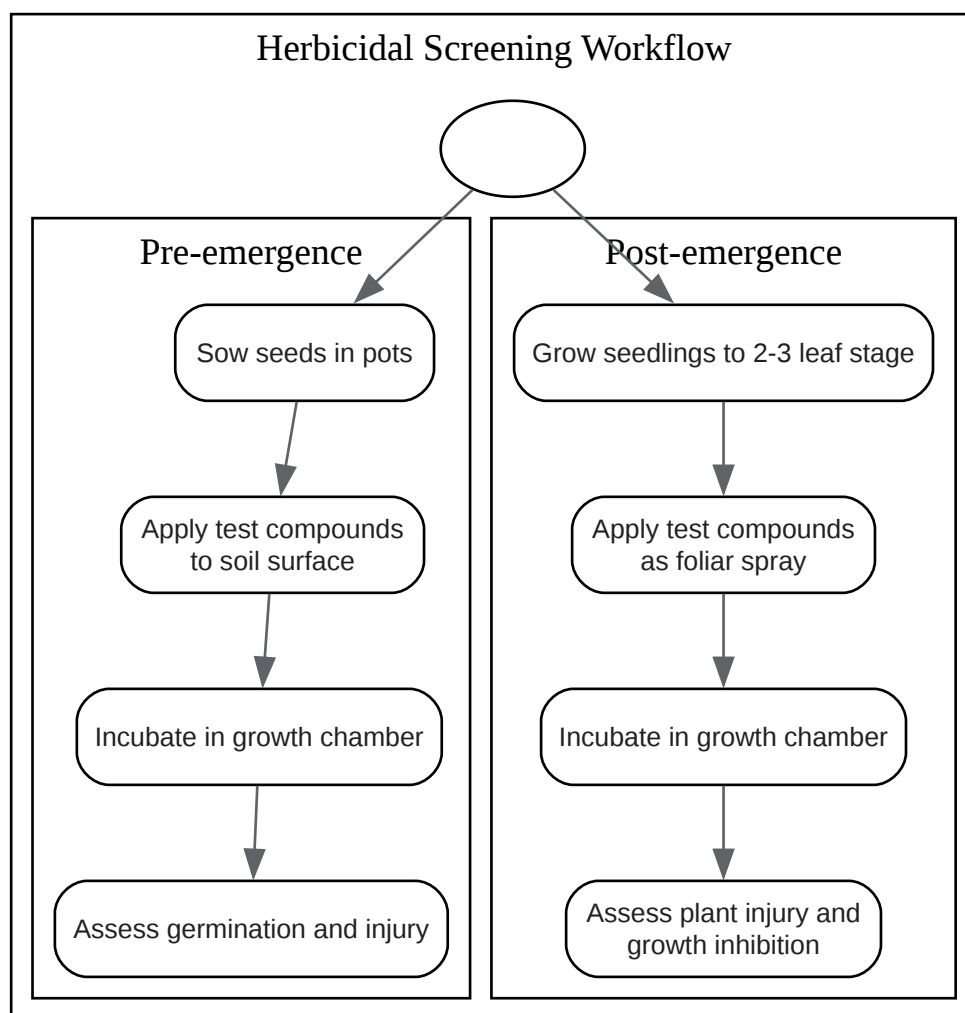 Herbicidal Screening Workflow
Pre-emergence
Sow seeds in pots
Apply test compounds
to soil surface
Incubate in growth chamber
Assess germination and injury
Post-emergence
Grow seedlings to 2-3 leaf stage
Apply test compounds
as foliar spray
Incubate in growth chamber
Assess plant injury and
growth inhibition